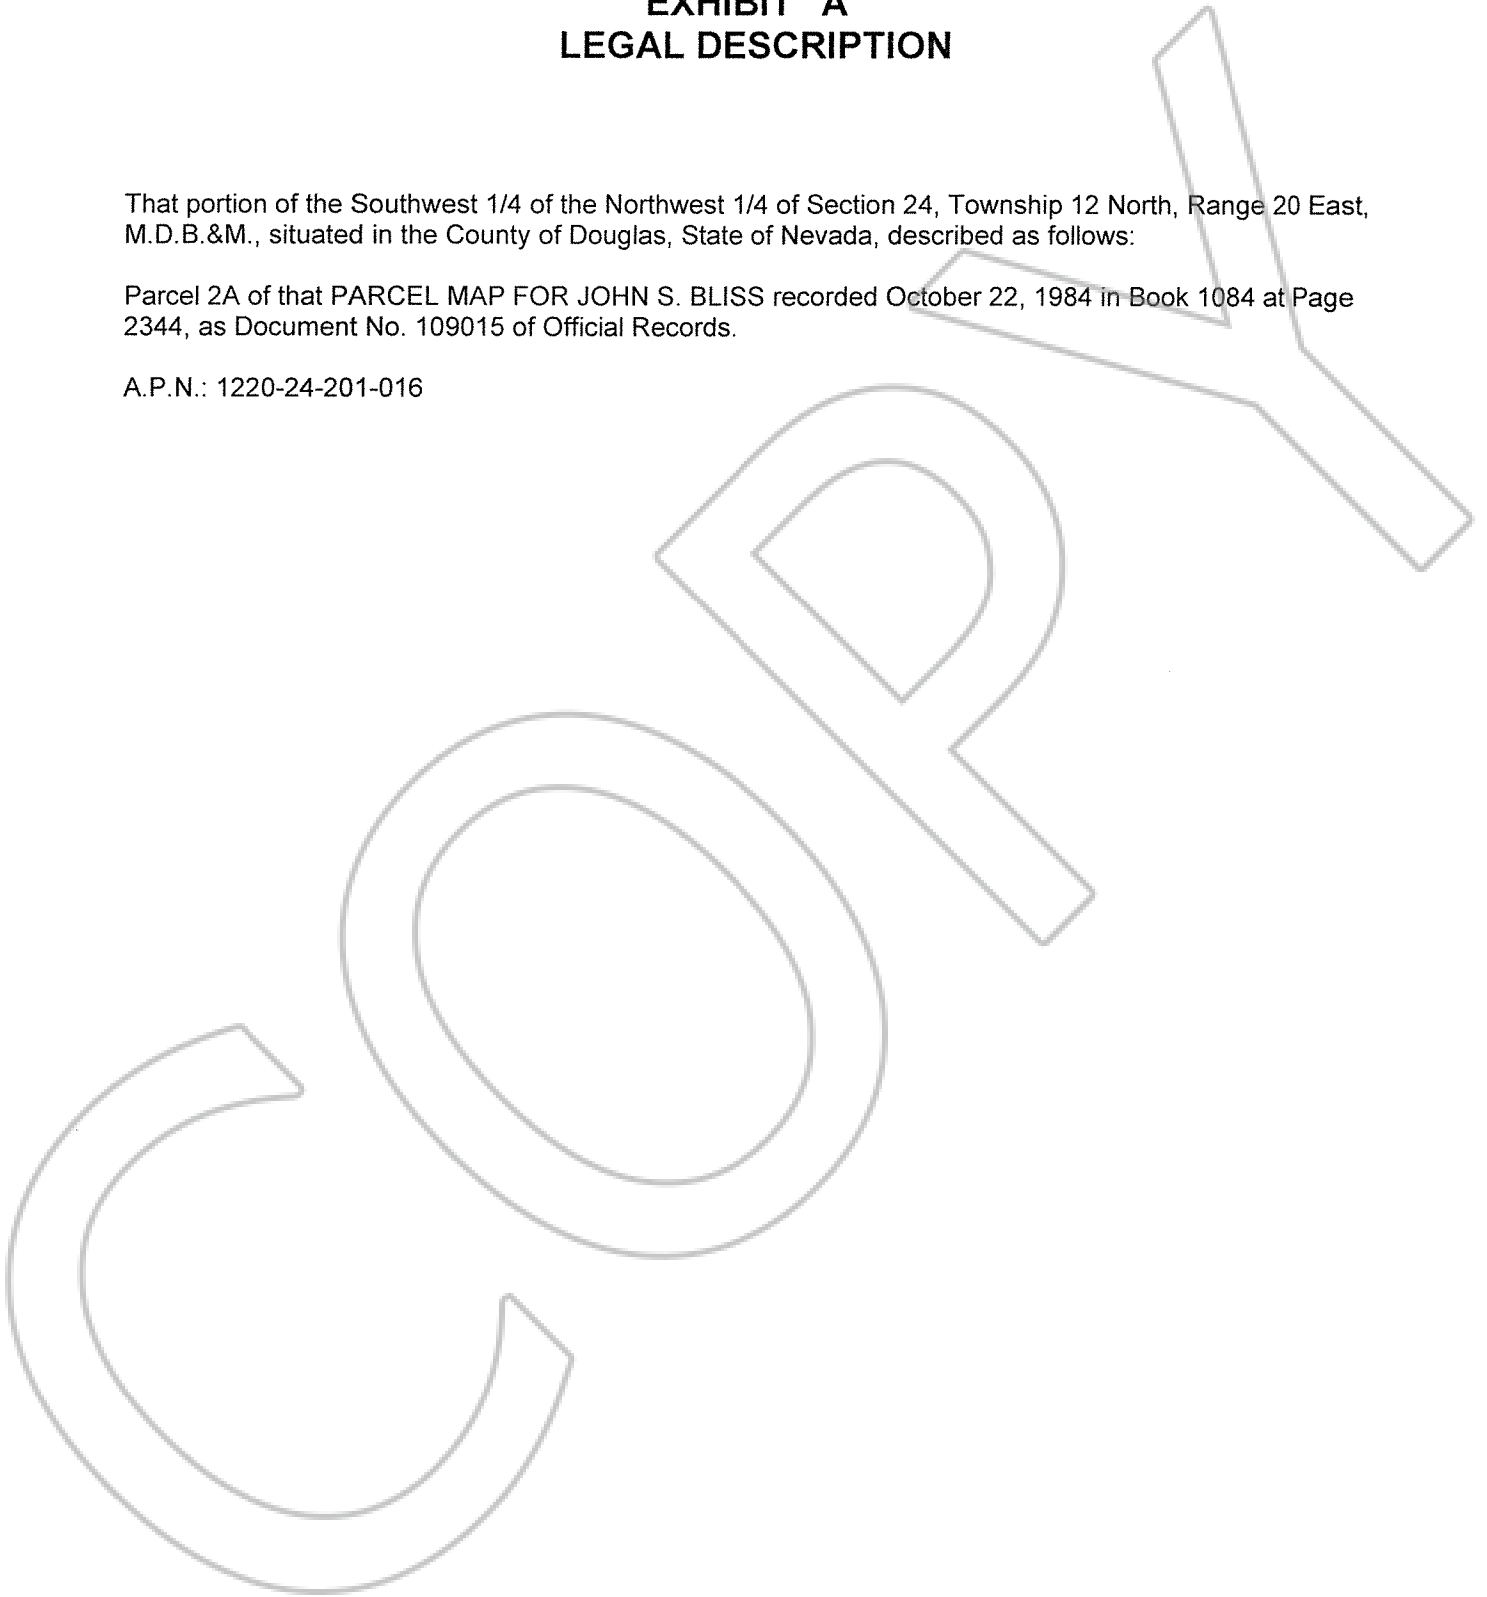 EXHIBIT "A"
LEGAL DESCRIPTION
That portion of the Southwest 1/4 of the Northwest 1/4 of Section 24, Township 12 North, Range 20 East,
M.D.B.&M., situated in the County of Douglas, State of Nevada, described as follows:
Parcel 2A of that PARCEL MAP FOR JOHN S. BLISS recorded October 22, 1984 in Book 1084 at Page
2344, as Document No. 109015 of Official Records.
A.P.N.: 1220-24-201-016
COPY